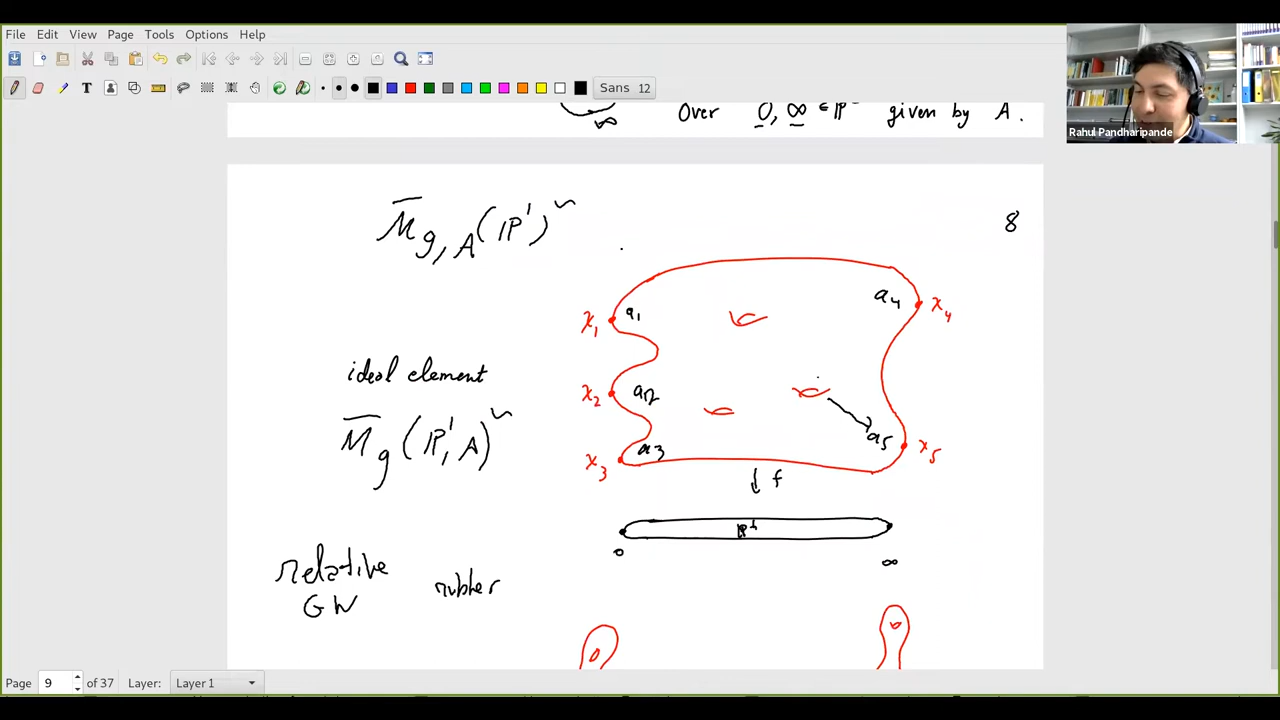 File Edit View Page Tools Options Help
Sans 12
Rahul Pandharipande
∞ Over 0, ∞ ∈ ℙ given by A.
M̅g,A(ℙ¹)~
8
x1 a1 a4 x4
ideal element
x2 a2
M̅g(ℙ¹, A)~
a5 x5
x3 a3
f
ℙ¹
0 ∞
relative rubber
GW
Page 9 of 37 Layer: Layer 1